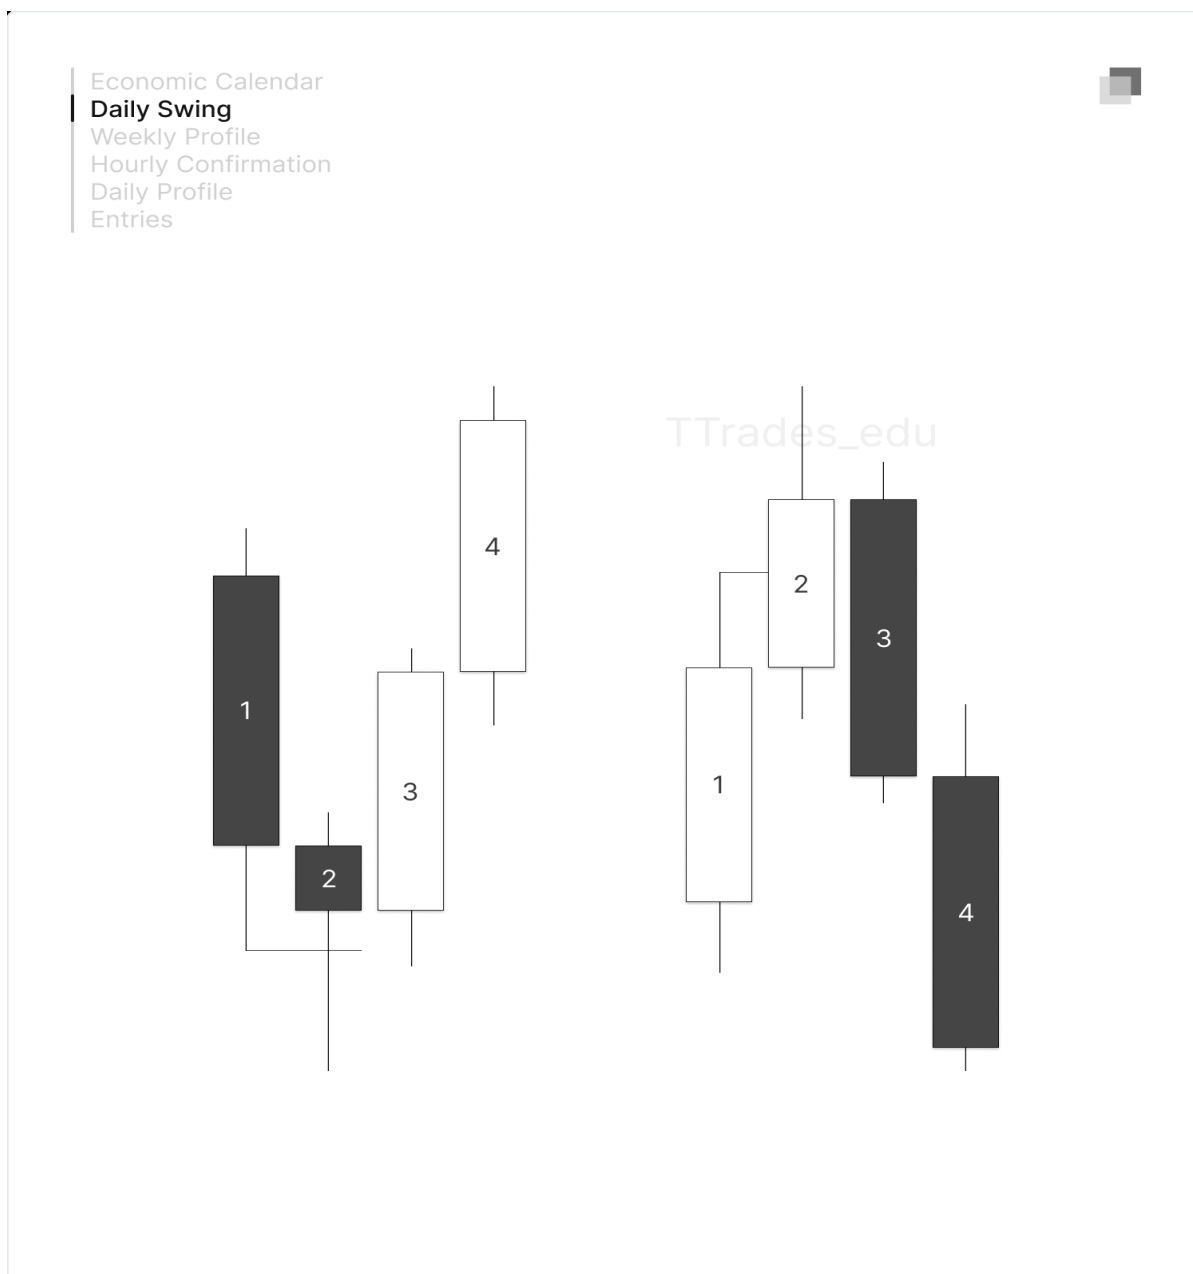 Economic Calendar
Daily Swing
Weekly Profile
Hourly Confirmation
Daily Profile
Entries
TTrades_edu
4
2
3
1
1
3
2
4